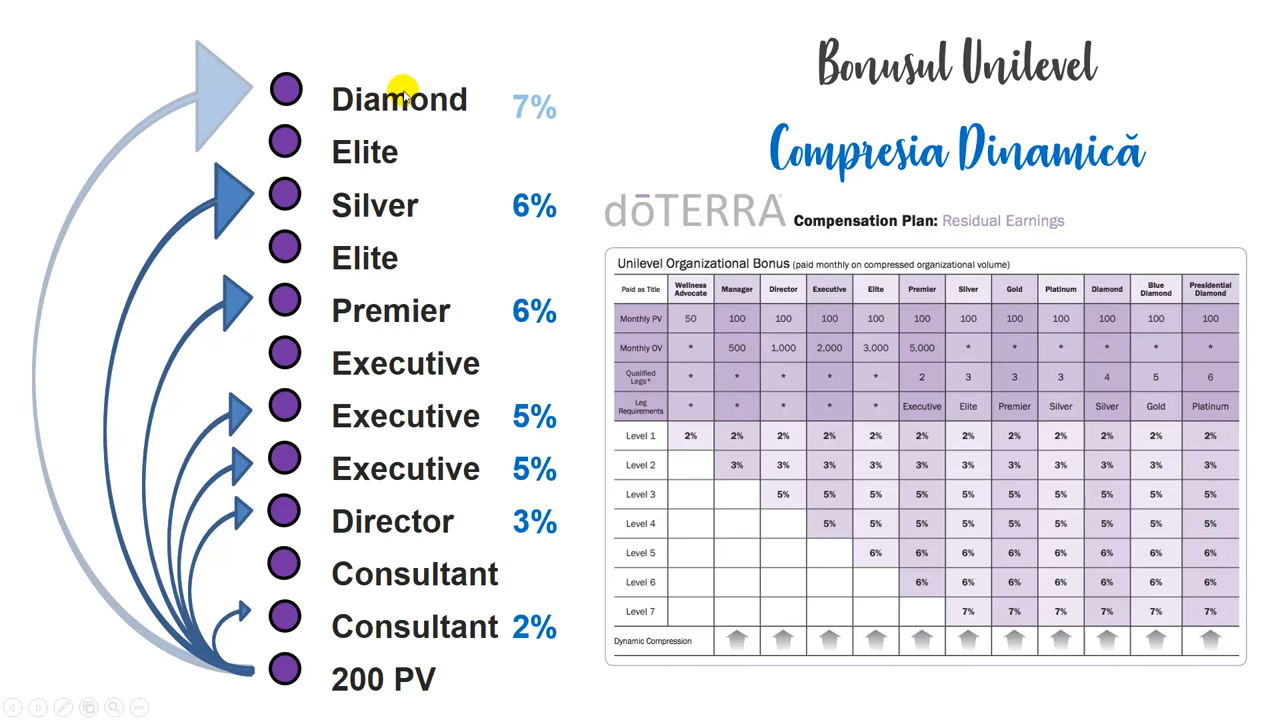 Bonusul Unilevel
Compresia Dinamică
Diamond 7%
Elite
Silver 6%
Elite
Premier 6%
Executive
Executive 5%
Executive 5%
Director 3%
Consultant
Consultant 2%
200 PV
dōTERRA Compensation Plan: Residual Earnings
Unilevel Organizational Bonus (paid monthly on compressed organizational volume)
Paid as Title Wellness Advocate Manager Director Executive Elite Premier Silver Gold Platinum Diamond Blue Diamond Presidential Diamond
Monthly PV 50 100 100 100 100 100 100 100 100 100 100 100
Monthly OV * 500 1,000 2,000 3,000 5,000 * * * * * *
Qualified Legs* * * * * * 2 3 3 3 4 5 6
Leg Requirements * * * * * Executive Elite Premier Silver Silver Gold Platinum
Level 1 2% 2% 2% 2% 2% 2% 2% 2% 2% 2% 2% 2%
Level 2 3% 3% 3% 3% 3% 3% 3% 3% 3% 3% 3%
Level 3 5% 5% 5% 5% 5% 5% 5% 5% 5% 5%
Level 4 5% 5% 5% 5% 5% 5% 5% 5% 5%
Level 5 6% 6% 6% 6% 6% 6% 6% 6%
Level 6 6% 6% 6% 6% 6% 6% 6%
Level 7 7% 7% 7% 7% 7% 7%
Dynamic Compression